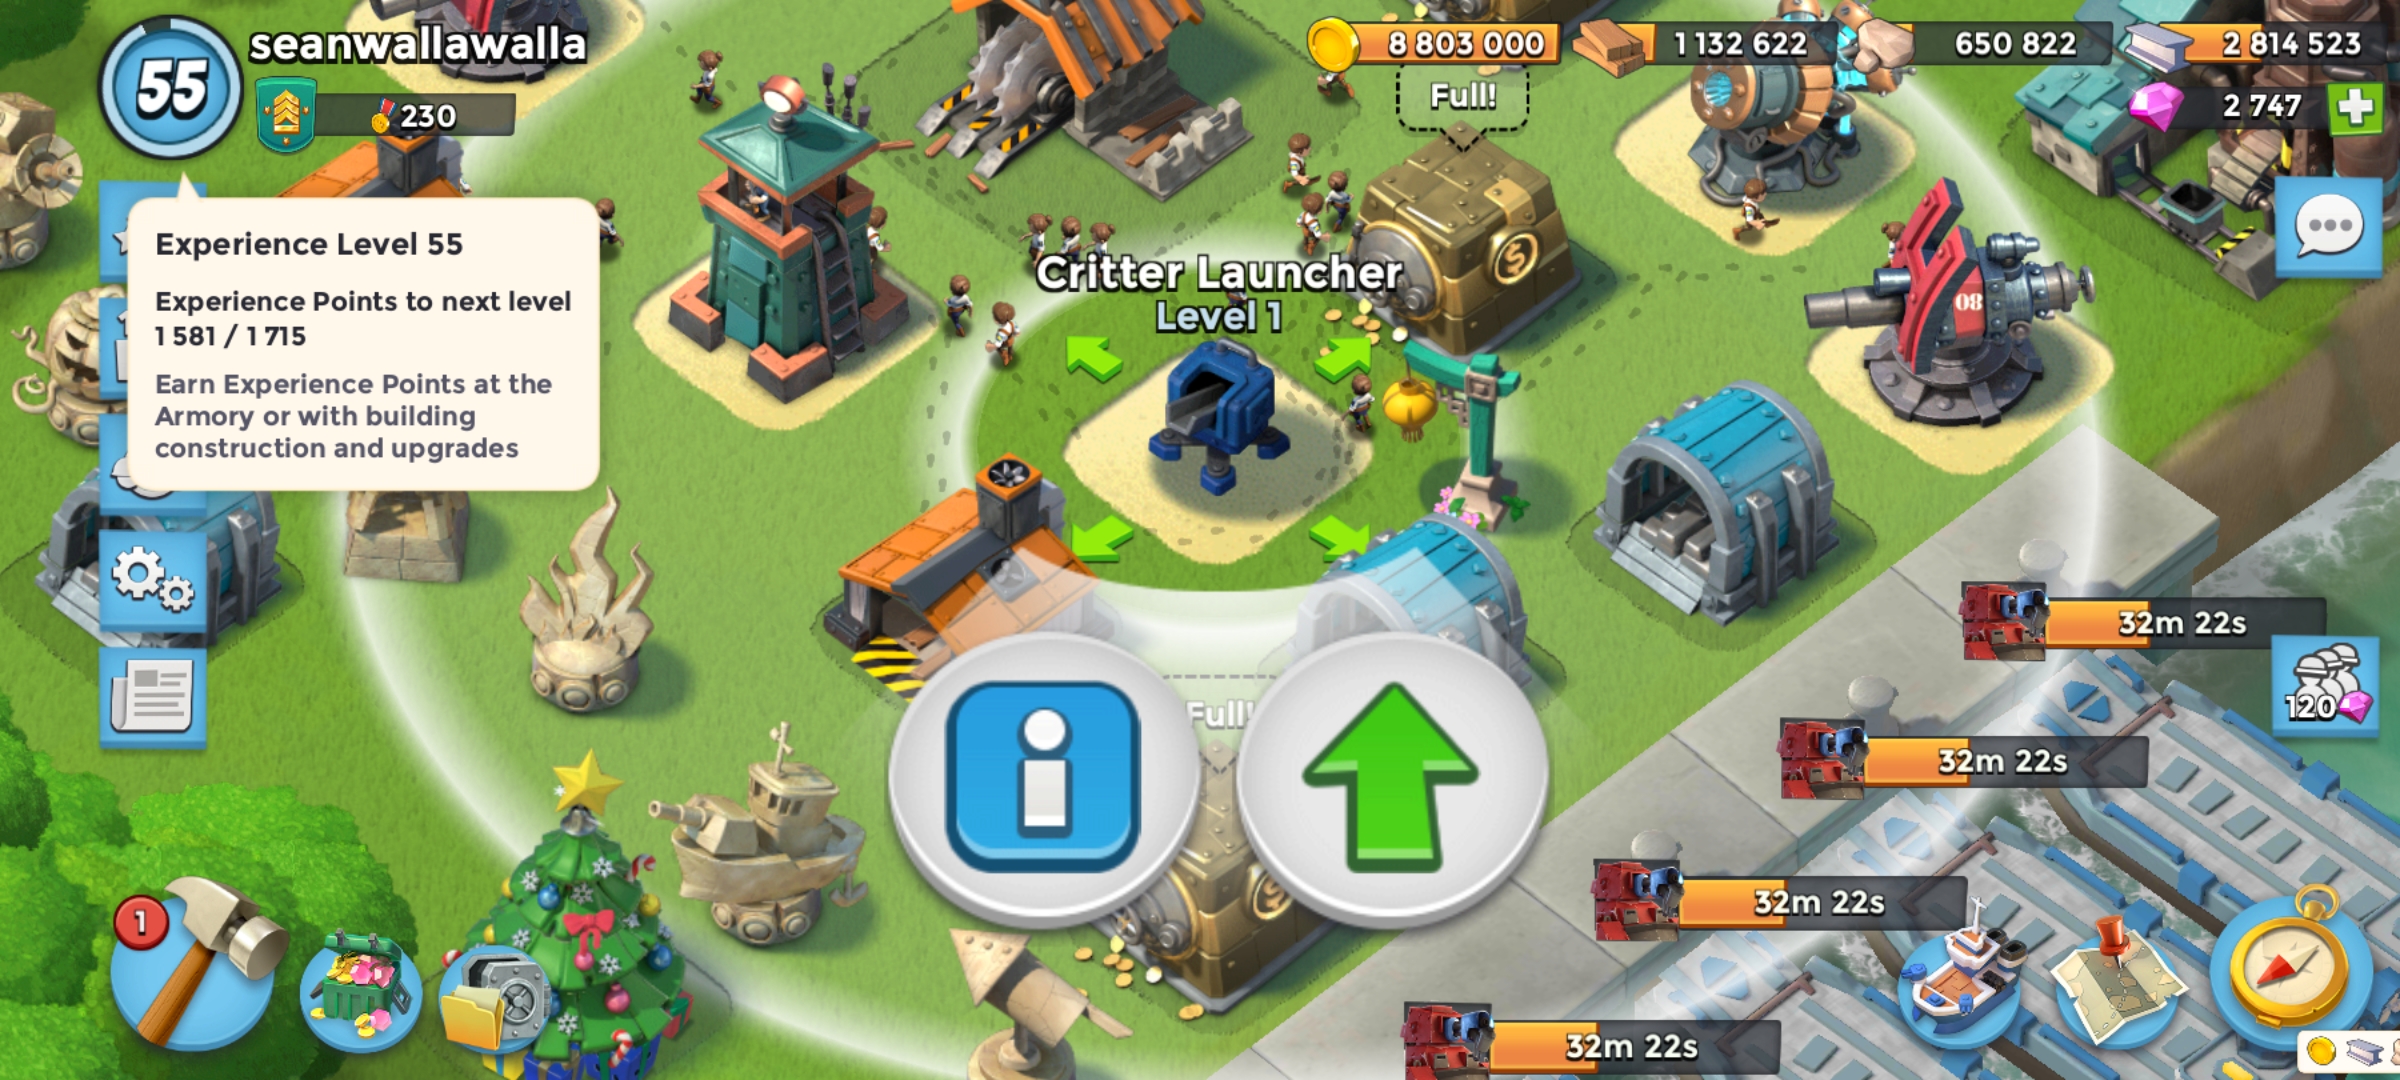 55
seanwallawalla
230
8 803 000
1 132 622
650 822
2 814 523
2 747
Full!
Experience Level 55
Experience Points to next level
1 581 / 1 715
Earn Experience Points at the
Armory or with building
construction and upgrades
Critter Launcher
Level 1
08
32m 22s
120
32m 22s
Full!
32m 22s
1
32m 22s